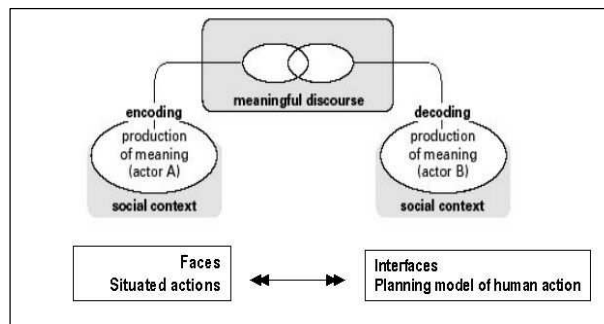 meaningful discourse
encoding
production
of meaning
(actor A)
social context
decoding
production
of meaning
(actor B)
social context
Faces
Situated actions
Interfaces
Planning model of human action